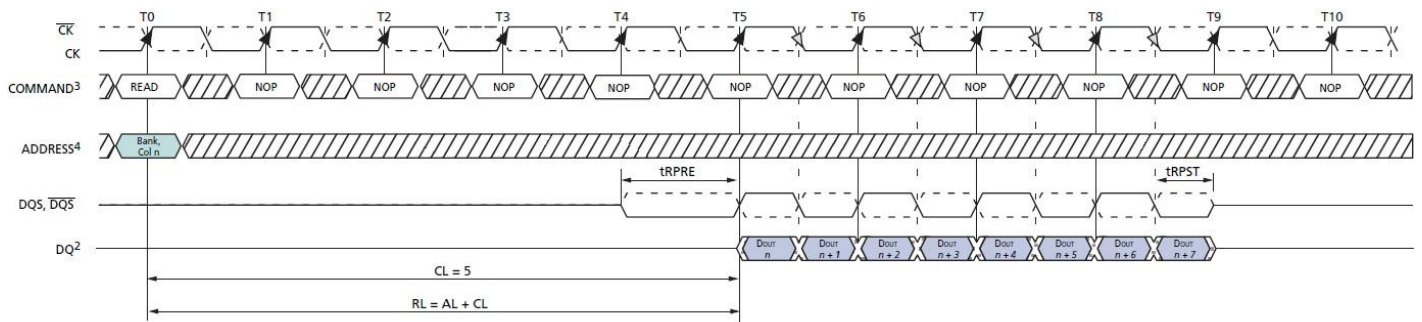 T0 T1 T2 T3 T4 T5 T6 T7 T8 T9 T10
CK
CK
COMMAND3 READ NOP NOP NOP NOP NOP NOP NOP NOP NOP NOP
ADDRESS4 Bank,
Col n
tRPRE tRPST
DQS, DQS
DQ2 DOUT n DOUT n + 1 DOUT n + 2 DOUT n + 3 DOUT n + 4 DOUT n + 5 DOUT n + 6 DOUT n + 7
CL = 5
RL = AL + CL